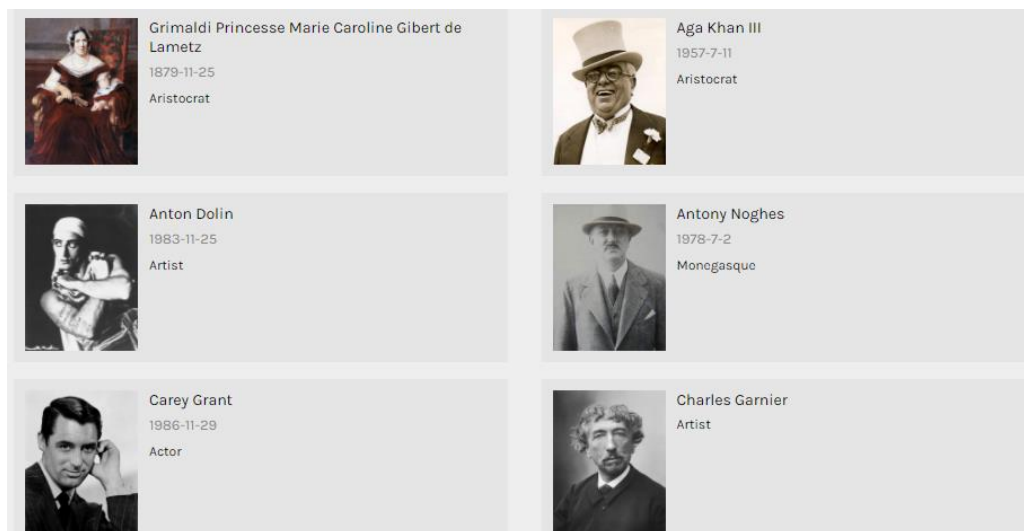 Grimaldi Princesse Marie Caroline Gibert de
Lametz
1879-11-25
Aristocrat
Aga Khan III
1957-7-11
Aristocrat
Anton Dolin
1983-11-25
Artist
Antony Noghes
1978-7-2
Monegasque
Carey Grant
1986-11-29
Actor
Charles Garnier
Artist